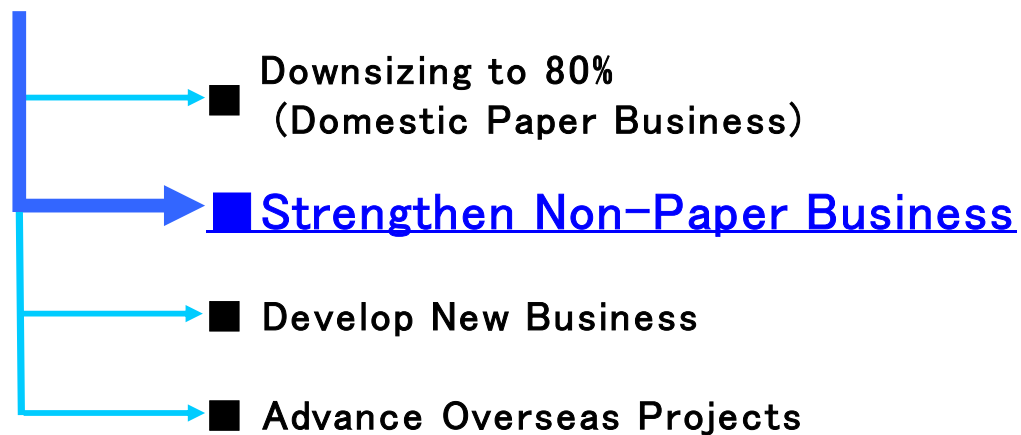 ■ Downsizing to 80%
(Domestic Paper Business)
■Strengthen Non-Paper Business
■ Develop New Business
■ Advance Overseas Projects